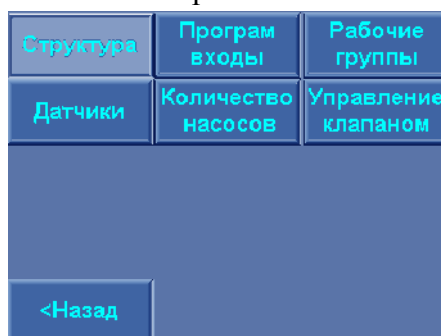 Структура
Програм входы
Рабочие группы
Датчики
Количество насосов
Управление клапаном
<Назад